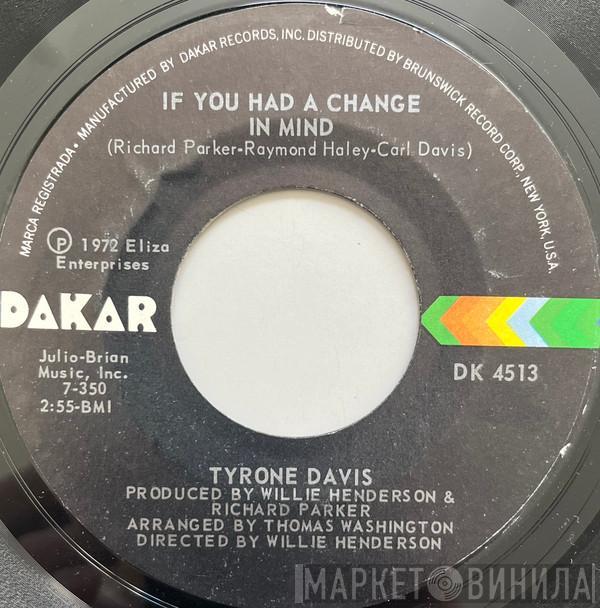 MARCA REGISTRADA • MANUFACTURED BY DAKAR RECORDS, INC. DISTRIBUTED BY BRUNSWICK RECORD CORP. NEW YORK, U.S.A.
IF YOU HAD A CHANGE
IN MIND
(Richard Parker-Raymond Haley-Carl Davis)
Ⓟ 1972 Eliza
Enterprises
DAKAR
Julio-Brian
Music, Inc.
7-350
2:55-BMI
DK 4513
TYRONE DAVIS
PRODUCED BY WILLIE HENDERSON &
RICHARD PARKER
ARRANGED BY THOMAS WASHINGTON
DIRECTED BY WILLIE HENDERSON
МАРКЕТ ВИНИЛА